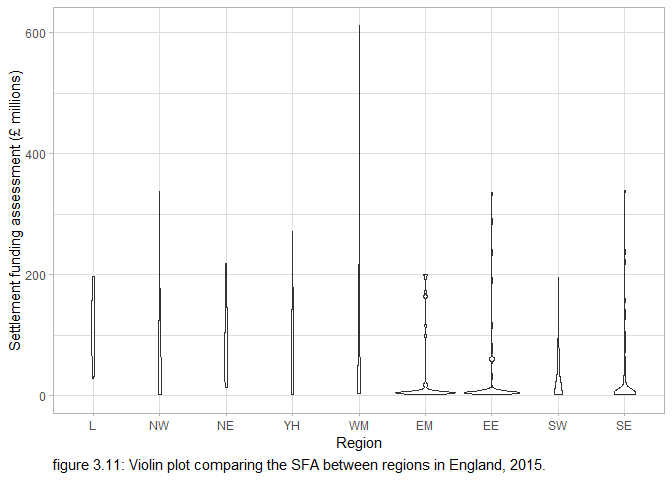 Settlement funding assessment (£ millions)
600
400
200
0
L NW NE YH WM EM EE SW SE
Region
figure 3.11: Violin plot comparing the SFA between regions in England, 2015.